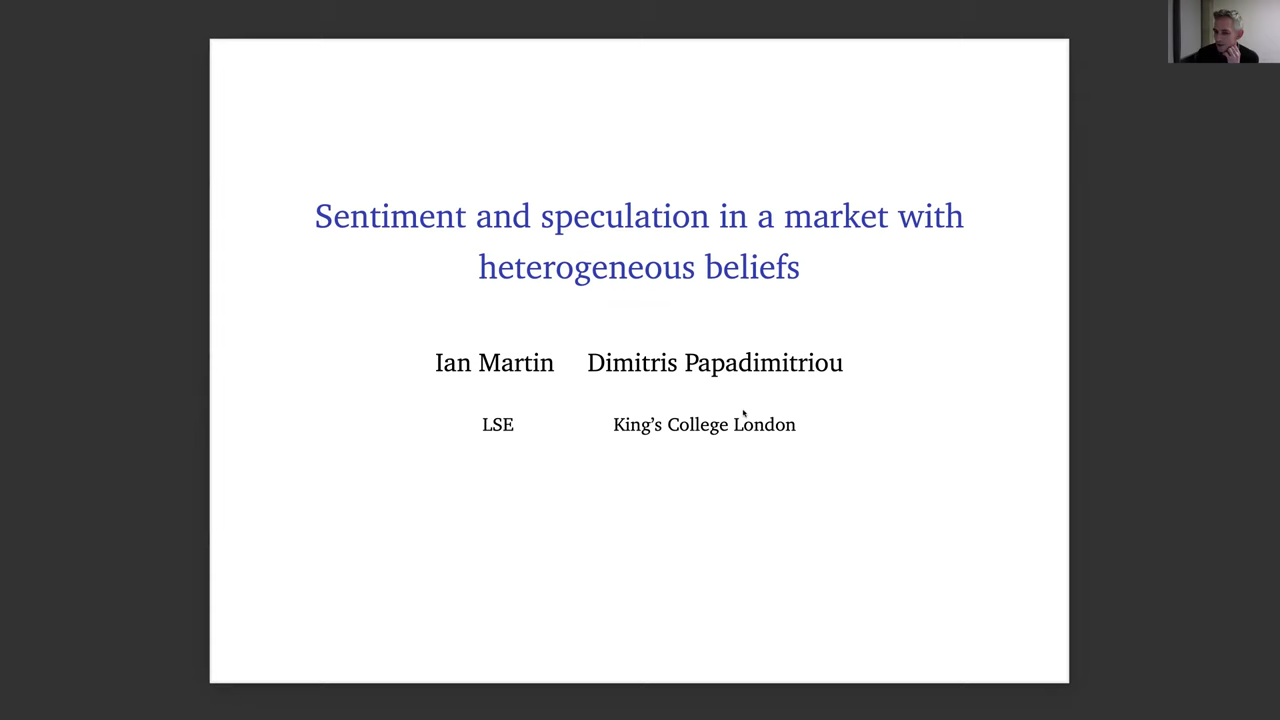 Sentiment and speculation in a market with
heterogeneous beliefs
Ian Martin Dimitris Papadimitriou
LSE King’s College London